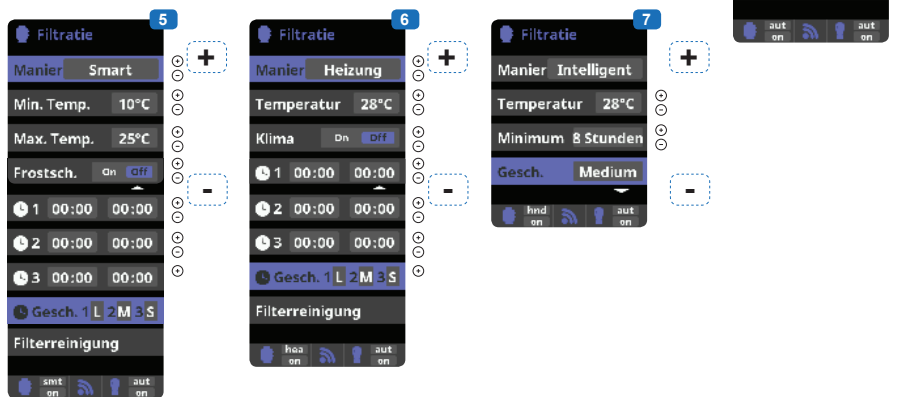 5
Filtratie
Manier Smart
Min. Temp. 10°C
Max. Temp. 25°C
Frostsch. On Off
1 00:00 00:00
2 00:00 00:00
3 00:00 00:00
Gesch. 1 L 2 M 3 S
Filterreinigung
smt on aut on
+
-
6
Filtratie
Manier Heizung
Temperatur 28°C
Klima On Off
1 00:00 00:00
2 00:00 00:00
3 00:00 00:00
Gesch. 1 L 2 M 3 S
Filterreinigung
hea on aut on
+
-
7
Filtratie
Manier Intelligent
Temperatur 28°C
Minimum 8 Stunden
Gesch. Medium
hnd on aut on
+
-
aut on aut on